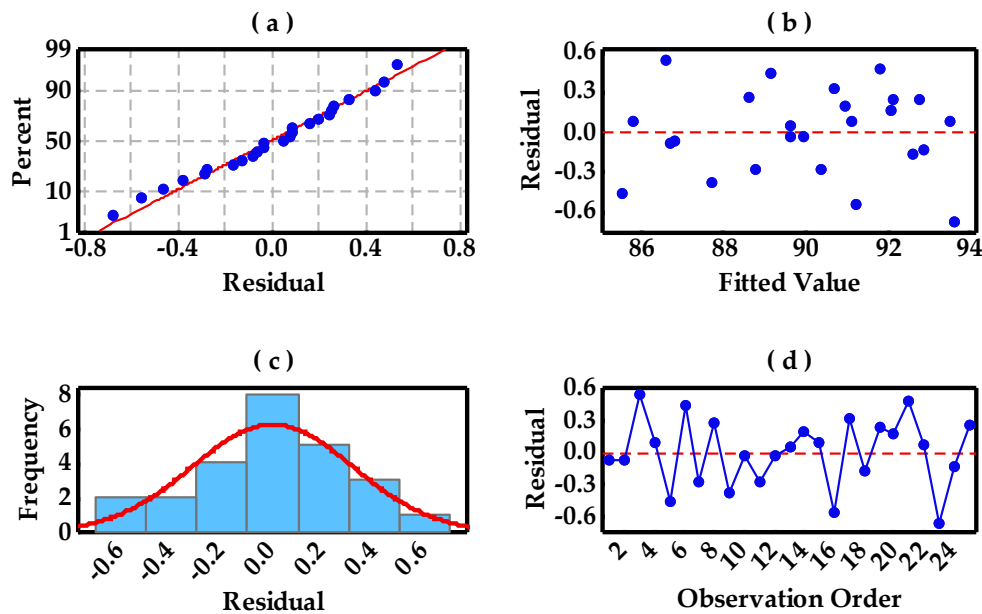 ( a )
99
90
50
10
1
Percent
-0.8 -0.4 0.0 0.4 0.8
Residual
( b )
0.6
0.3
0.0
-0.3
-0.6
Residual
86 88 90 92 94
Fitted Value
( c )
8
6
4
2
0
Frequency
-0.6 -0.4 -0.2 0.0 0.2 0.4 0.6
Residual
( d )
0.6
0.3
0.0
-0.3
-0.6
Residual
2 4 6 8 10 12 14 16 18 20 22 24
Observation Order